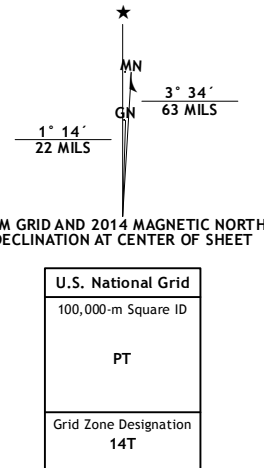 ★
MN
3° 34´
63 MILS
GN
1° 14´
22 MILS
M GRID AND 2014 MAGNETIC NORTH
DECLINATION AT CENTER OF SHEET
U.S. National Grid
100,000-m Square ID
PT
Grid Zone Designation
14T